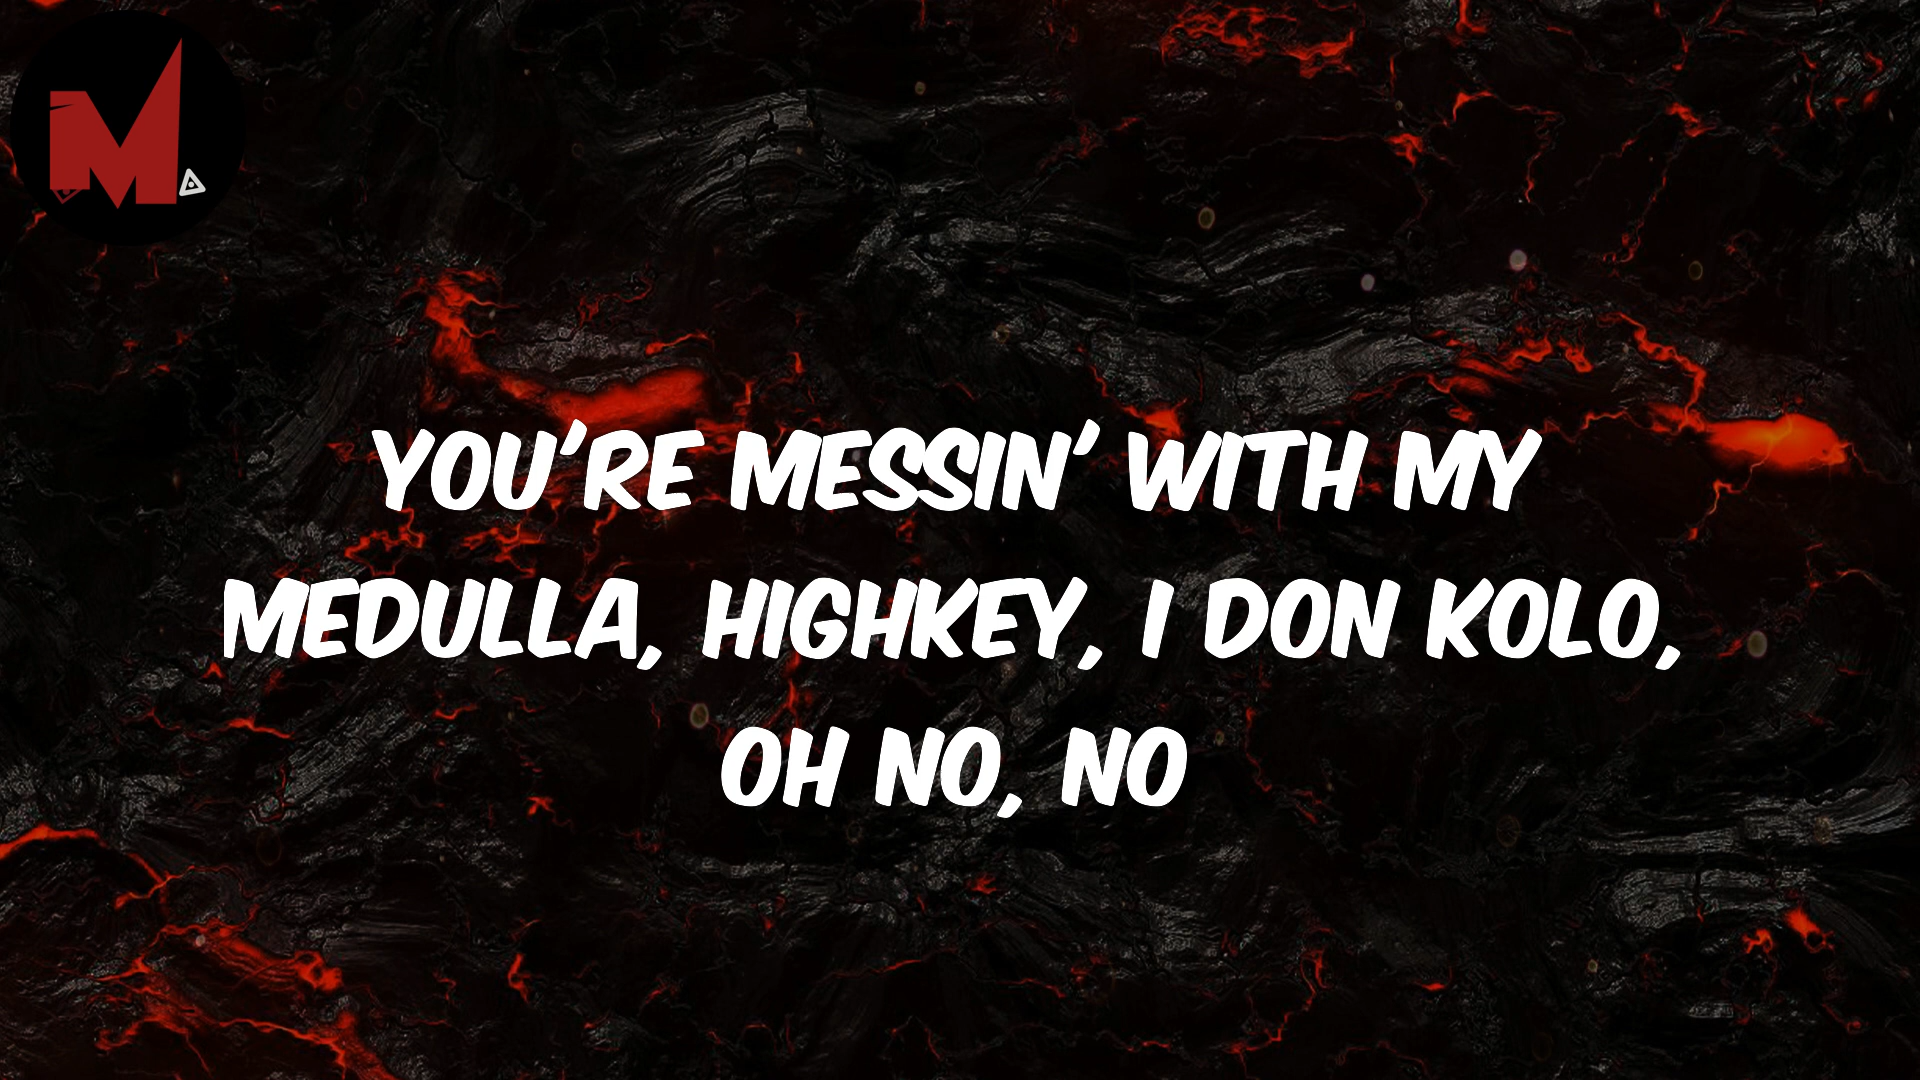 M
YOU'RE MESSIN' WITH MY
MEDULLA, HIGHKEY, I DON KOLO,
OH NO, NO